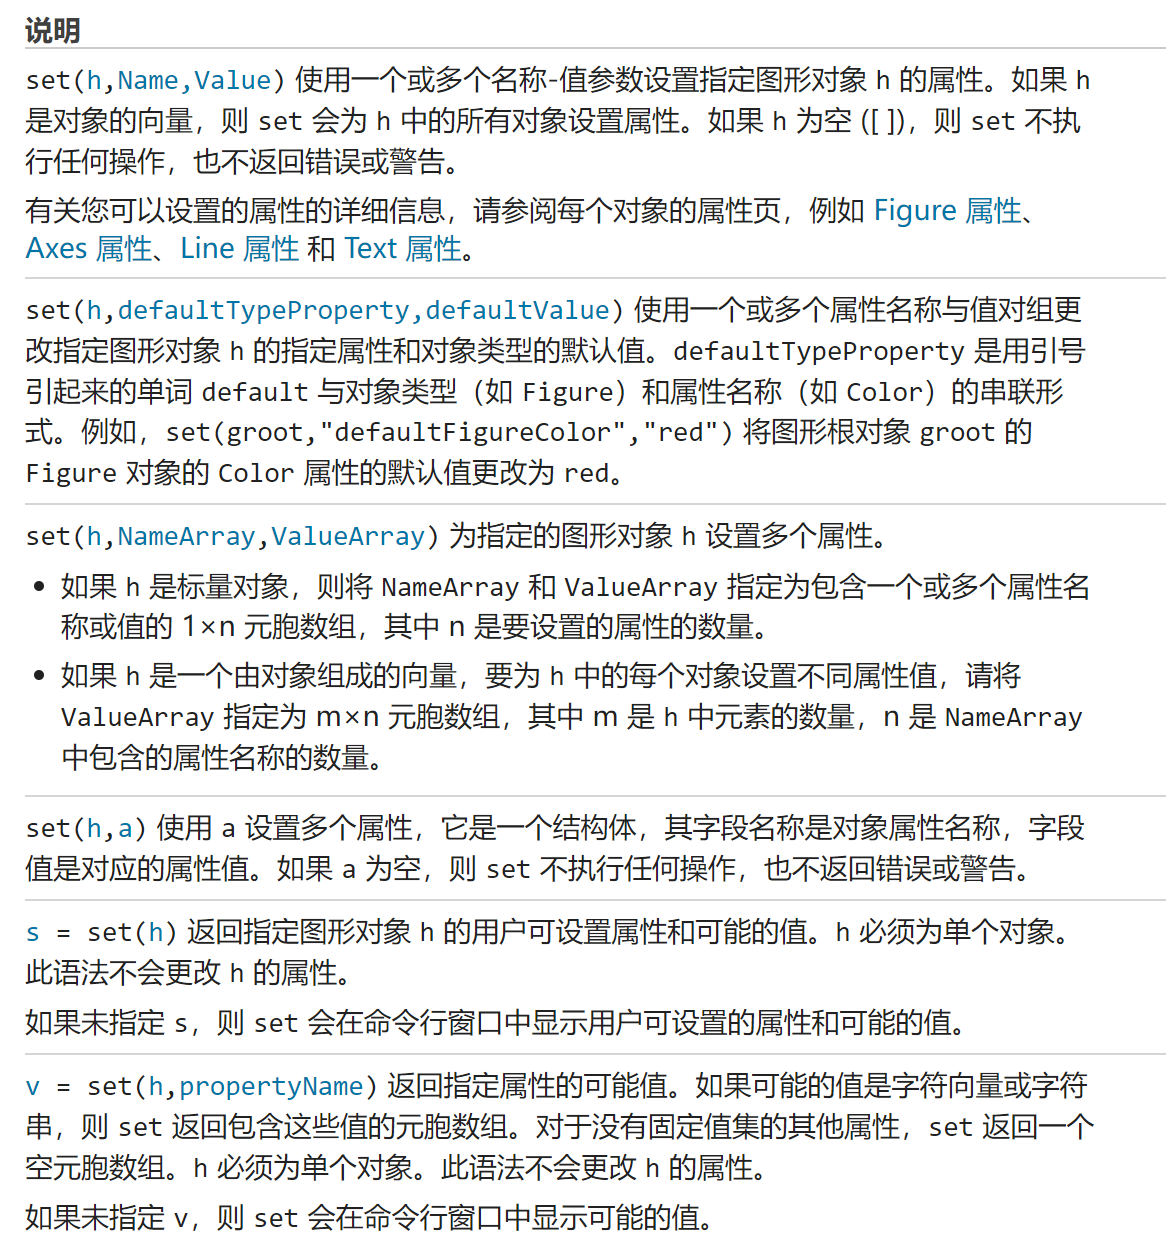 说明
set(h,Name,Value) 使用一个或多个名称-值参数设置指定图形对象 h 的属性。如果 h
是对象的向量，则 set 会为 h 中的所有对象设置属性。如果 h 为空 ([ ])，则 set 不执
行任何操作，也不返回错误或警告。
有关您可以设置的属性的详细信息，请参阅每个对象的属性页，例如 Figure 属性、
Axes 属性、Line 属性 和 Text 属性。
set(h,defaultTypeProperty,defaultValue) 使用一个或多个属性名称与值对组更
改指定图形对象 h 的指定属性和对象类型的默认值。defaultTypeProperty 是用引号
引起来的单词 default 与对象类型（如 Figure）和属性名称（如 Color）的串联形
式。例如，set(groot,"defaultFigureColor","red") 将图形根对象 groot 的
Figure 对象的 Color 属性的默认值更改为 red。
set(h,NameArray,ValueArray) 为指定的图形对象 h 设置多个属性。
• 如果 h 是标量对象，则将 NameArray 和 ValueArray 指定为包含一个或多个属性名
称或值的 1×n 元胞数组，其中 n 是要设置的属性的数量。
• 如果 h 是一个由对象组成的向量，要为 h 中的每个对象设置不同属性值，请将
ValueArray 指定为 m×n 元胞数组，其中 m 是 h 中元素的数量，n 是 NameArray
中包含的属性名称的数量。
set(h,a) 使用 a 设置多个属性，它是一个结构体，其字段名称是对象属性名称，字段
值是对应的属性值。如果 a 为空，则 set 不执行任何操作，也不返回错误或警告。
s = set(h) 返回指定图形对象 h 的用户可设置属性和可能的值。h 必须为单个对象。
此语法不会更改 h 的属性。
如果未指定 s，则 set 会在命令行窗口中显示用户可设置的属性和可能的值。
v = set(h,propertyName) 返回指定属性的可能值。如果可能的值是字符向量或字符
串，则 set 返回包含这些值的元胞数组。对于没有固定值集的其他属性，set 返回一个
空元胞数组。h 必须为单个对象。此语法不会更改 h 的属性。
如果未指定 v，则 set 会在命令行窗口中显示可能的值。